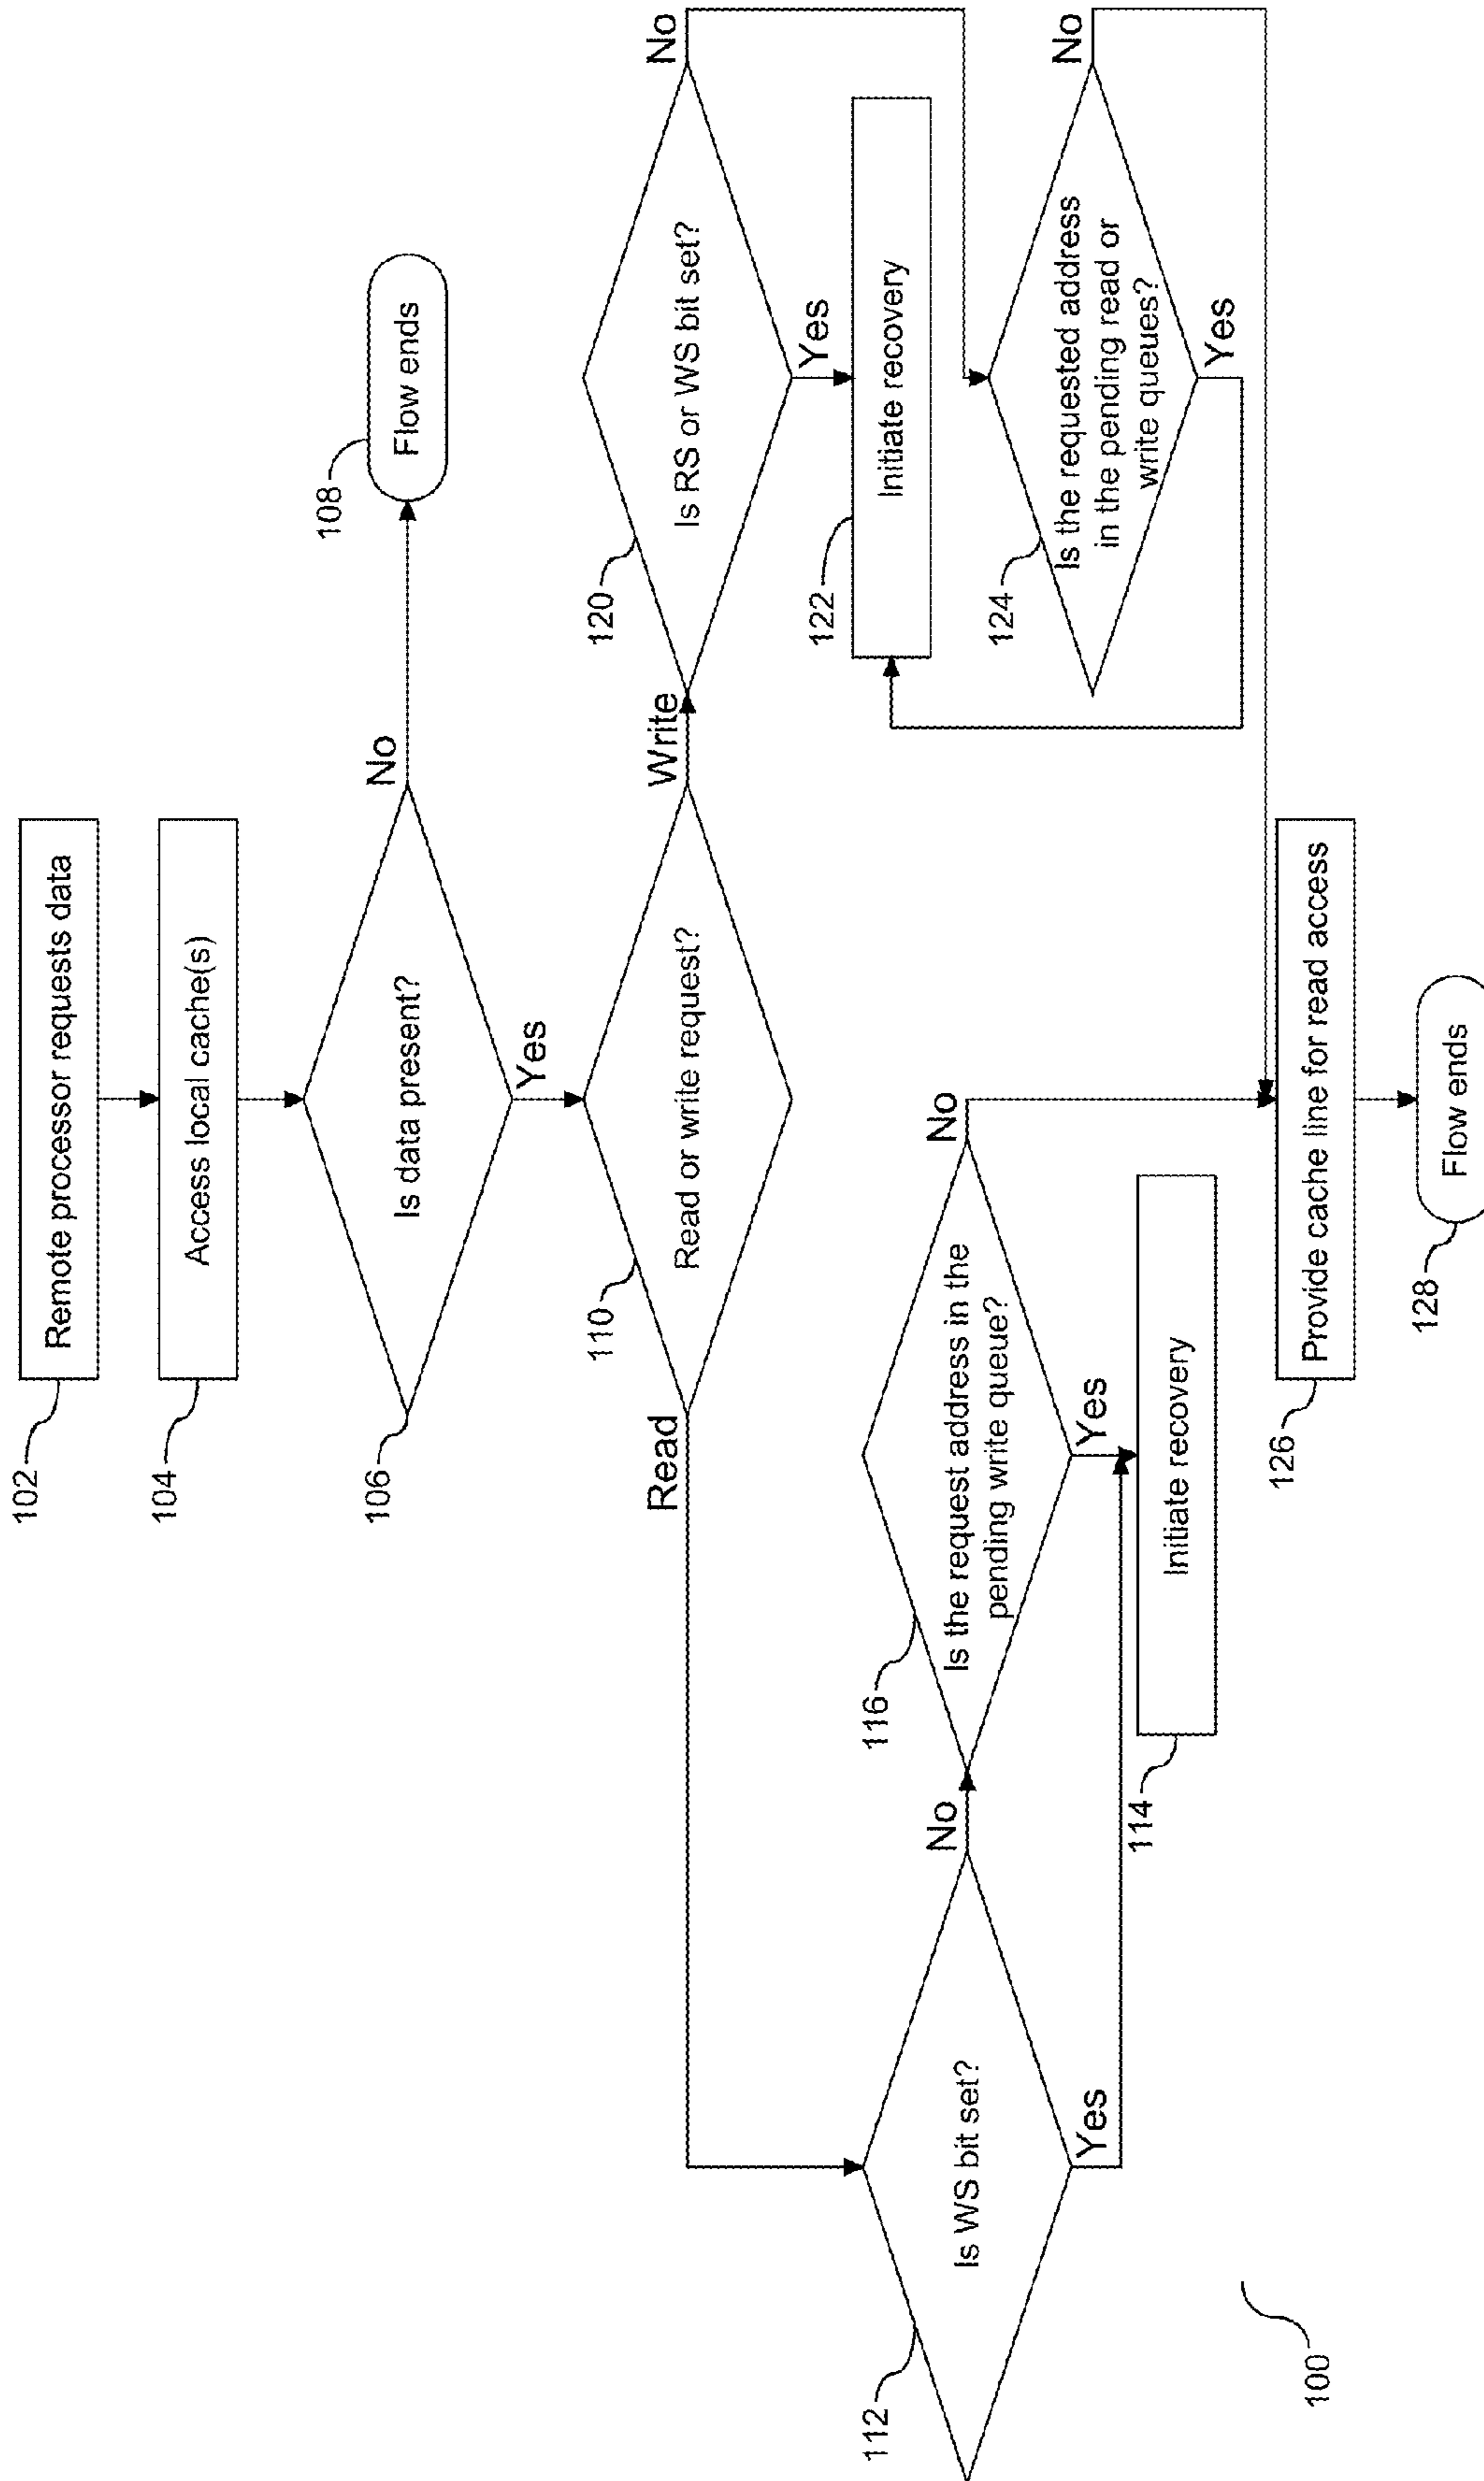 102
Remote processor requests data
104
Access local cache(s)
106
Is data present?
No
108
Flow ends
Yes
110
Read or write request?
Read
Write
120
Is RS or WS bit set?
No
Yes
122
Initiate recovery
124
Is the requested address
in the pending read or
write queues?
No
Yes
112
Is WS bit set?
No
Yes
116
Is the request address in the
pending write queue?
No
Yes
114
Initiate recovery
126
Provide cache line for read access
128
Flow ends
100